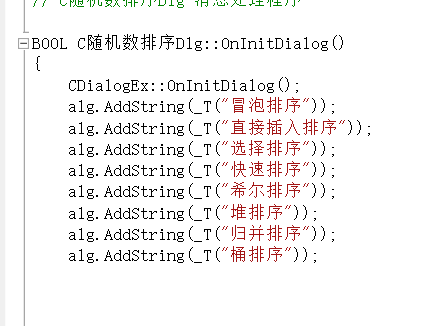 // C随机数排序Dlg 消息处理程序
BOOL C随机数排序Dlg::OnInitDialog()
{
CDialogEx::OnInitDialog();
alg.AddString(_T("冒泡排序"));
alg.AddString(_T("直接插入排序"));
alg.AddString(_T("选择排序"));
alg.AddString(_T("快速排序"));
alg.AddString(_T("希尔排序"));
alg.AddString(_T("堆排序"));
alg.AddString(_T("归并排序"));
alg.AddString(_T("桶排序"));